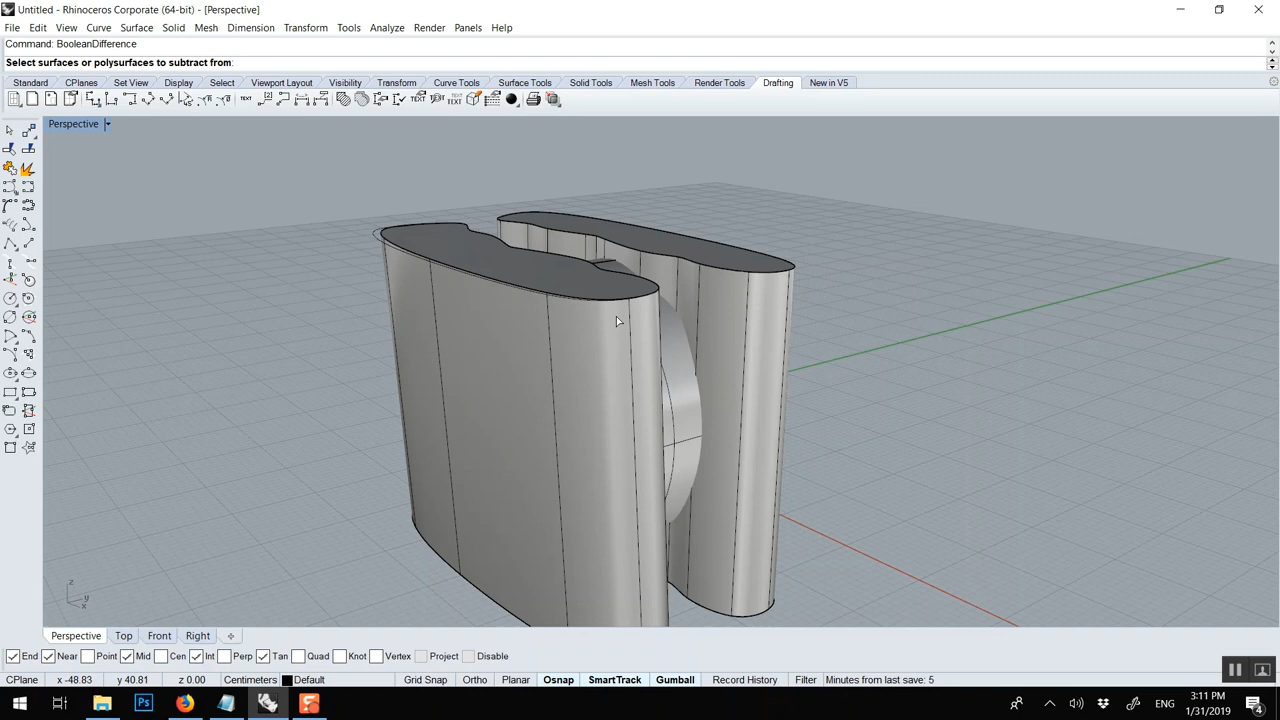 Untitled - Rhinoceros Corporate (64-bit) - [Perspective]
File Edit View Curve Surface Solid Mesh Dimension Transform Tools Analyze Render Panels Help
Command: BooleanDifference
Select surfaces or polysurfaces to subtract from:
Standard CPlanes Set View Display Select Viewport Layout Visibility Transform Curve Tools Surface Tools Solid Tools Mesh Tools Render Tools Drafting New in V5
Perspective
z
y
x
Perspective Top Front Right
End Near Point Mid Cen Int Perp Tan Quad Knot Vertex Project Disable
CPlane x -48.83 y 40.81 z 0.00 Centimeters Default Grid Snap Ortho Planar Osnap SmartTrack Gumball Record History Filter Minutes from last save: 5
Ps ENG 3:11 PM
1/31/2019 4